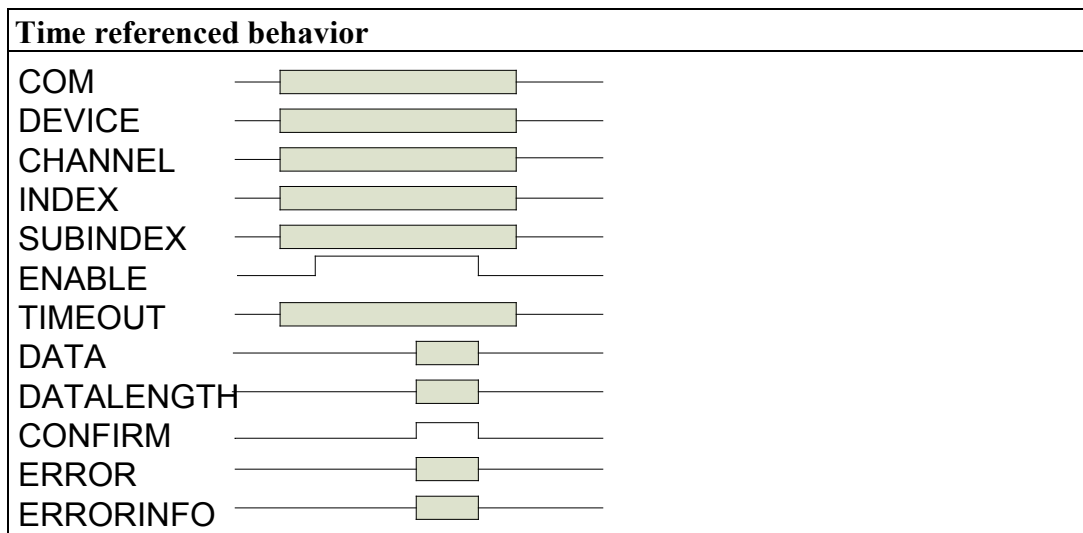 Time referenced behavior
COM
DEVICE
CHANNEL
INDEX
SUBINDEX
ENABLE
TIMEOUT
DATA
DATALENGTH
CONFIRM
ERROR
ERRORINFO